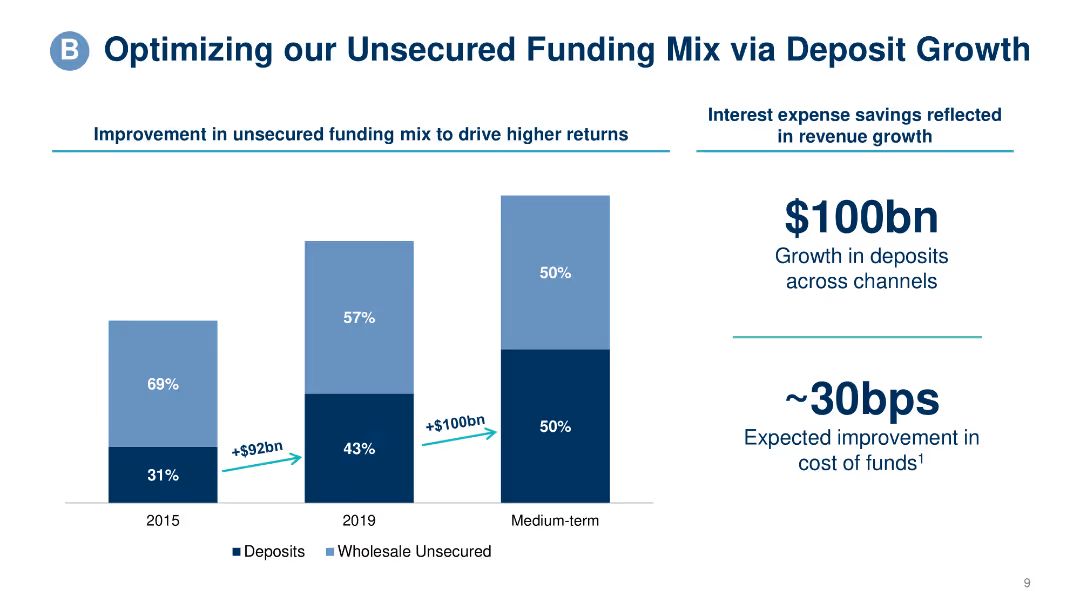 B Optimizing our Unsecured Funding Mix via Deposit Growth
Improvement in unsecured funding mix to drive higher returns
Interest expense savings reflected
in revenue growth
69%
31%
+$92bn
57%
43%
+$100bn
50%
50%
2015
2019
Medium-term
Deposits
Wholesale Unsecured
$100bn
Growth in deposits
across channels
~30bps
Expected improvement in
cost of funds¹
9